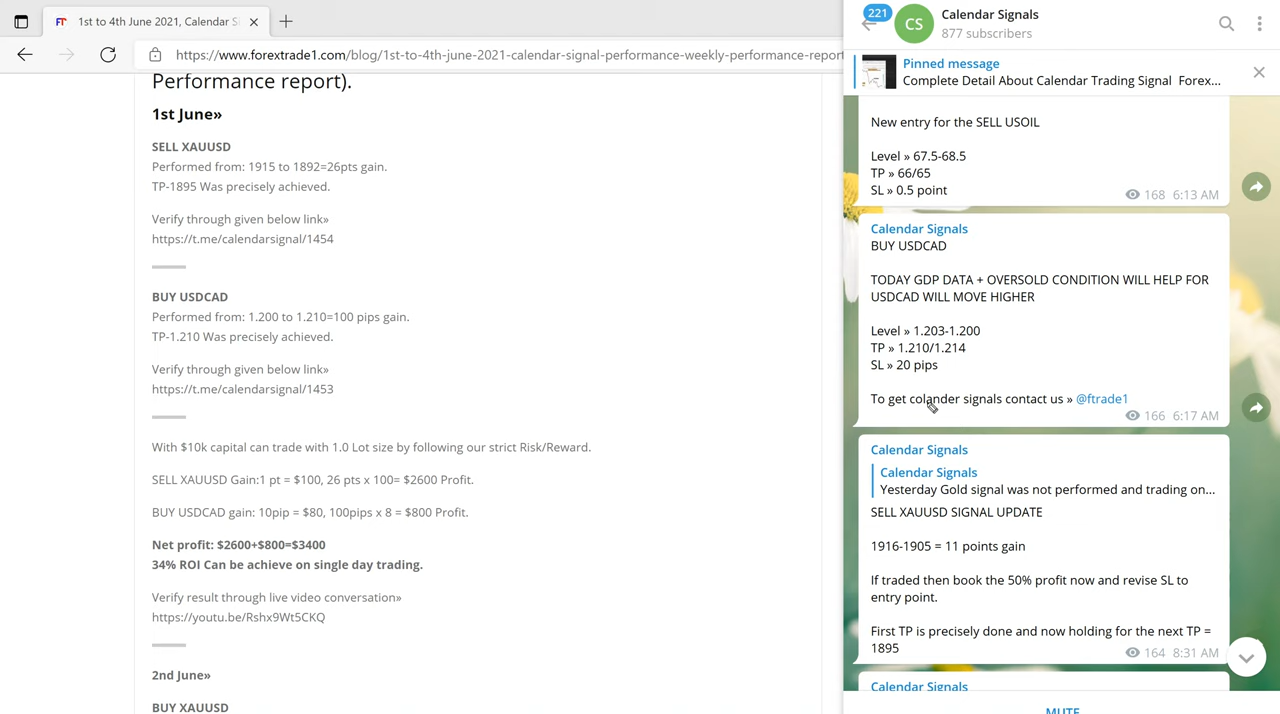 1st to 4th June 2021, Calendar S
https://www.forextrade1.com/blog/1st-to-4th-june-2021-calendar-signal-performance-weekly-performance-report
Performance report).
1st June»
SELL XAUUSD
Performed from: 1915 to 1892=26pts gain.
TP-1895 Was precisely achieved.
Verify through given below link»
https://t.me/calendarsignal/1454
BUY USDCAD
Performed from: 1.200 to 1.210=100 pips gain.
TP-1.210 Was precisely achieved.
Verify through given below link»
https://t.me/calendarsignal/1453
With $10k capital can trade with 1.0 Lot size by following our strict Risk/Reward.
SELL XAUUSD Gain:1 pt = $100, 26 pts x 100= $2600 Profit.
BUY USDCAD gain: 10pip = $80, 100pips x 8 = $800 Profit.
Net profit: $2600+$800=$3400
34% ROI Can be achieve on single day trading.
Verify result through live video conversation»
https://youtu.be/Rshx9Wt5CKQ
2nd June»
BUY XAUUSD
221
CS
Calendar Signals
877 subscribers
Pinned message
Complete Detail About Calendar Trading Signal Forex...
New entry for the SELL USOIL
Level » 67.5-68.5
TP » 66/65
SL » 0.5 point
168 6:13 AM
Calendar Signals
BUY USDCAD
TODAY GDP DATA + OVERSOLD CONDITION WILL HELP FOR
USDCAD WILL MOVE HIGHER
Level » 1.203-1.200
TP » 1.210/1.214
SL » 20 pips
To get colander signals contact us » @ftrade1
166 6:17 AM
Calendar Signals
Calendar Signals
Yesterday Gold signal was not performed and trading on...
SELL XAUUSD SIGNAL UPDATE
1916-1905 = 11 points gain
If traded then book the 50% profit now and revise SL to
entry point.
First TP is precisely done and now holding for the next TP =
1895
164 8:31 AM
Calendar Signals
MUTE